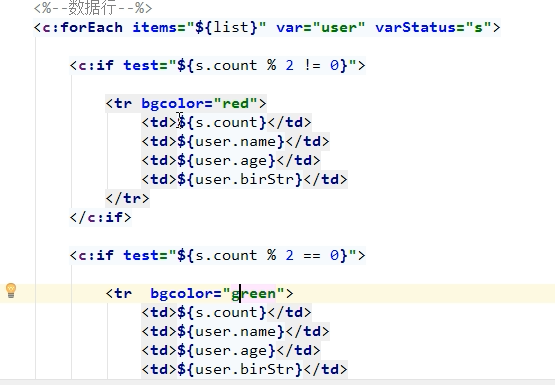 <%--数据行--%>
<c:forEach items="${list}" var="user" varStatus="s">
<c:if test="${s.count % 2 != 0}">
<tr bgcolor="red">
<td>${s.count}</td>
<td>${user.name}</td>
<td>${user.age}</td>
<td>${user.birStr}</td>
</tr>
</c:if>
<c:if test="${s.count % 2 == 0}">
<tr  bgcolor="green">
<td>${s.count}</td>
<td>${user.name}</td>
<td>${user.age}</td>
<td>${user.birStr}</td>